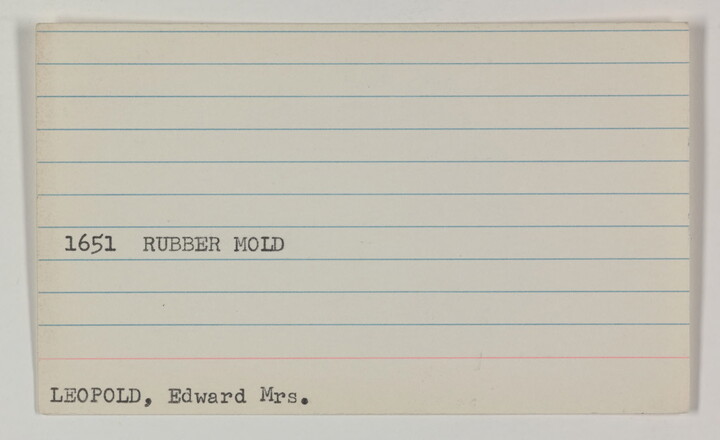 1651 RUBBER MOLD
LEOPOLD, Edward Mrs.